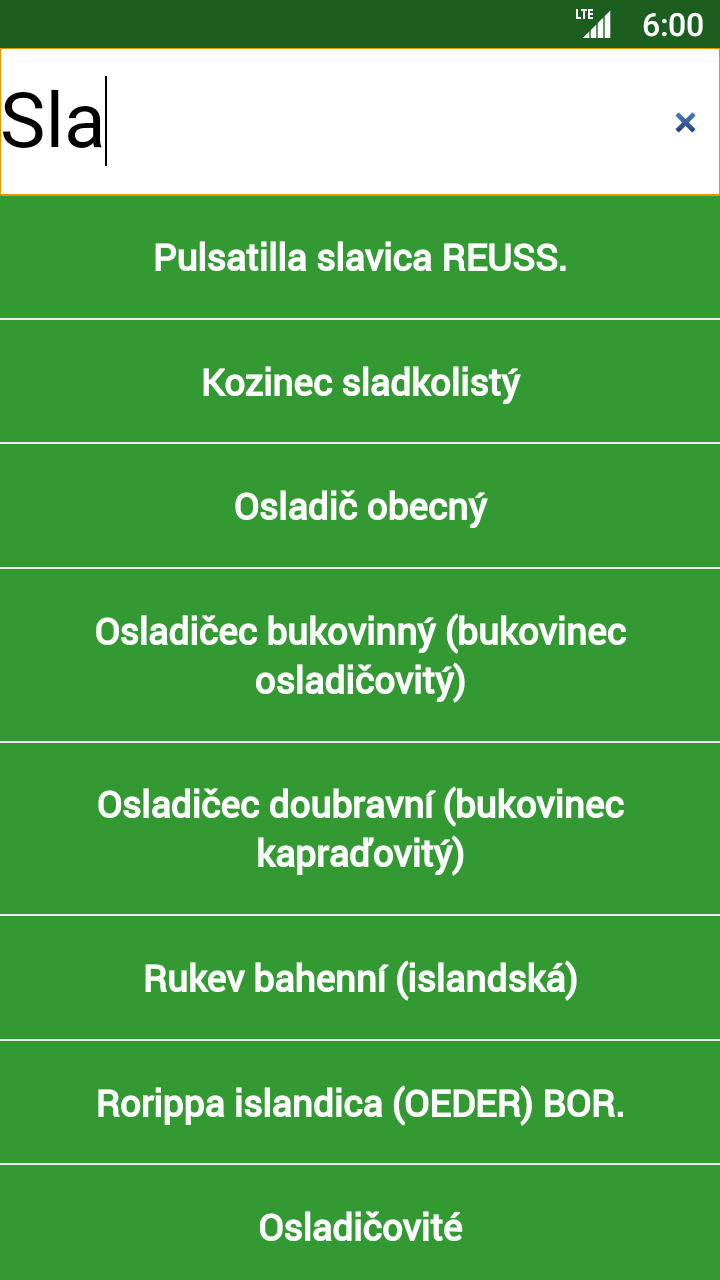 LTE 6:00
Sla
Pulsatilla slavica REUSS.
Kozinec sladkolistý
Osladič obecný
Osladičec bukovinný (bukovinec
osladičovitý)
Osladičec doubravní (bukovinec
kapraďovitý)
Rukev bahenní (islandská)
Rorippa islandica (OEDER) BOR.
Osladičovité